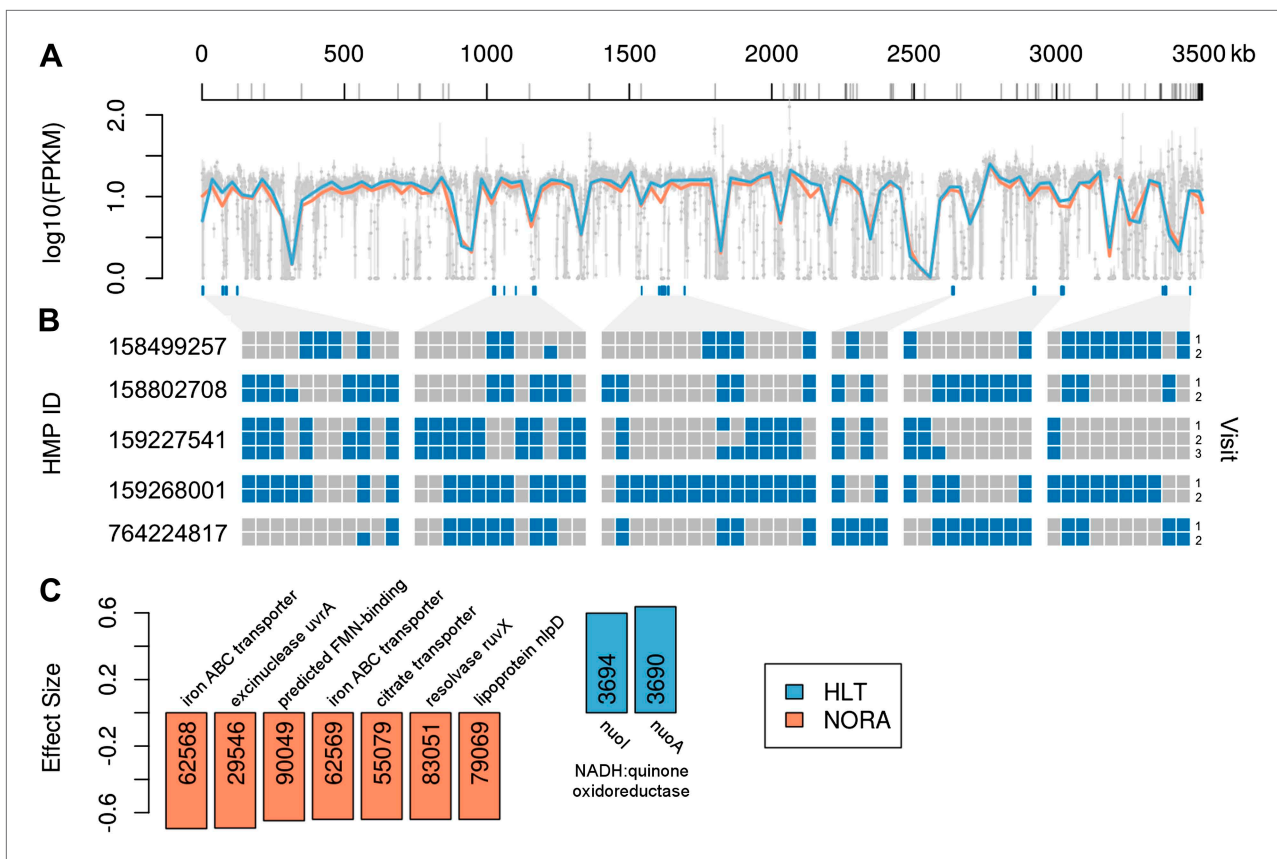 A
0 500 1000 1500 2000 2500 3000 3500 kb
log10(FPKM)
2.0
1.0
0.0
B
HMP ID
Visit
158499257
1
2
158802708
1
2
159227541
1
2
3
159268001
1
2
764224817
1
2
C
Effect Size
0.6
0.2
-0.2
-0.6
iron ABC transporter
excinuclease uvrA
predicted FMN-binding
iron ABC transporter
citrate transporter
resolvase ruvX
lipoprotein nlpD
62568
29546
90049
62569
55079
83051
79069
3694
3690
nuoI
nuoA
NADH:quinone
oxidoreductase
HLT
NORA